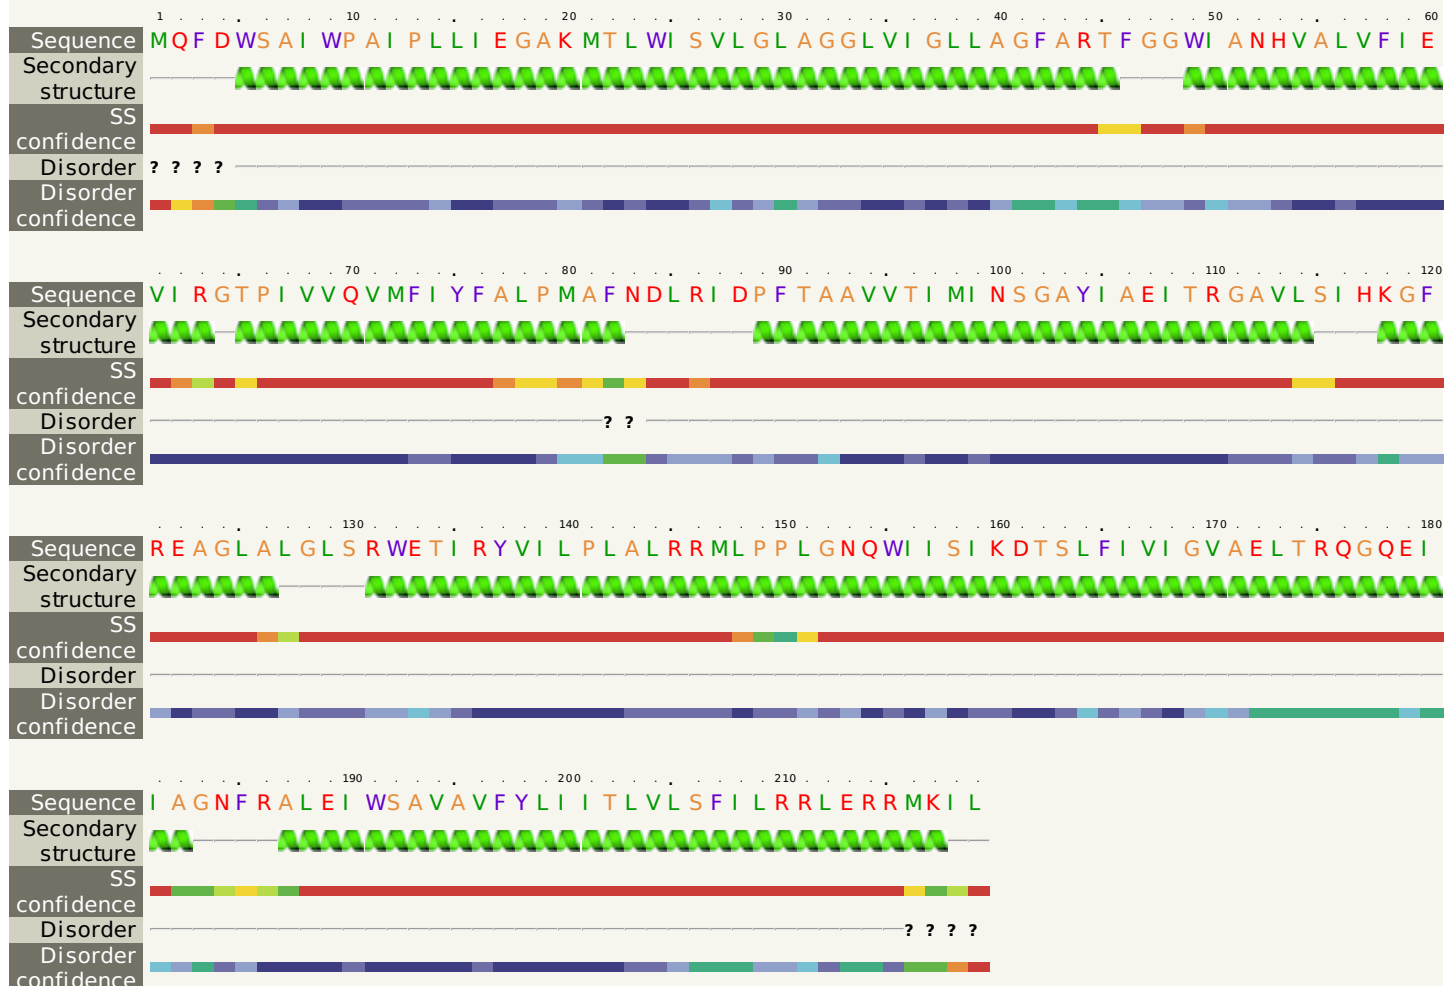 1 10 20 30 40 50 60
Sequence MQFDWSAIWPAIPLLIEGAKMTLWISVLGLAGGLVIGLLAGFARTFGGWIANHVALVFIE
Secondary
structure
SS
confidence
Disorder ? ? ? ?
Disorder
confidence
70 80 90 100 110 120
Sequence VIRGTPIVVQVMFIYFALPMAFNDLRIDPFTAAVVTIMINSGAYIAEITRGAVLSIHKGF
Secondary
structure
SS
confidence
Disorder ? ?
Disorder
confidence
130 140 150 160 170 180
Sequence REAGLALGLSRWETIRYVILPLALRRMLPPLGNQWIISIKDTSLFIVIGVAELTRQGQEI
Secondary
structure
SS
confidence
Disorder
Disorder
confidence
190 200 210
Sequence IAGNFRALEIWSAVAVFYLIITLVLSFILRRLERRMKIL
Secondary
structure
SS
confidence
Disorder ? ? ? ?
Disorder
confidence